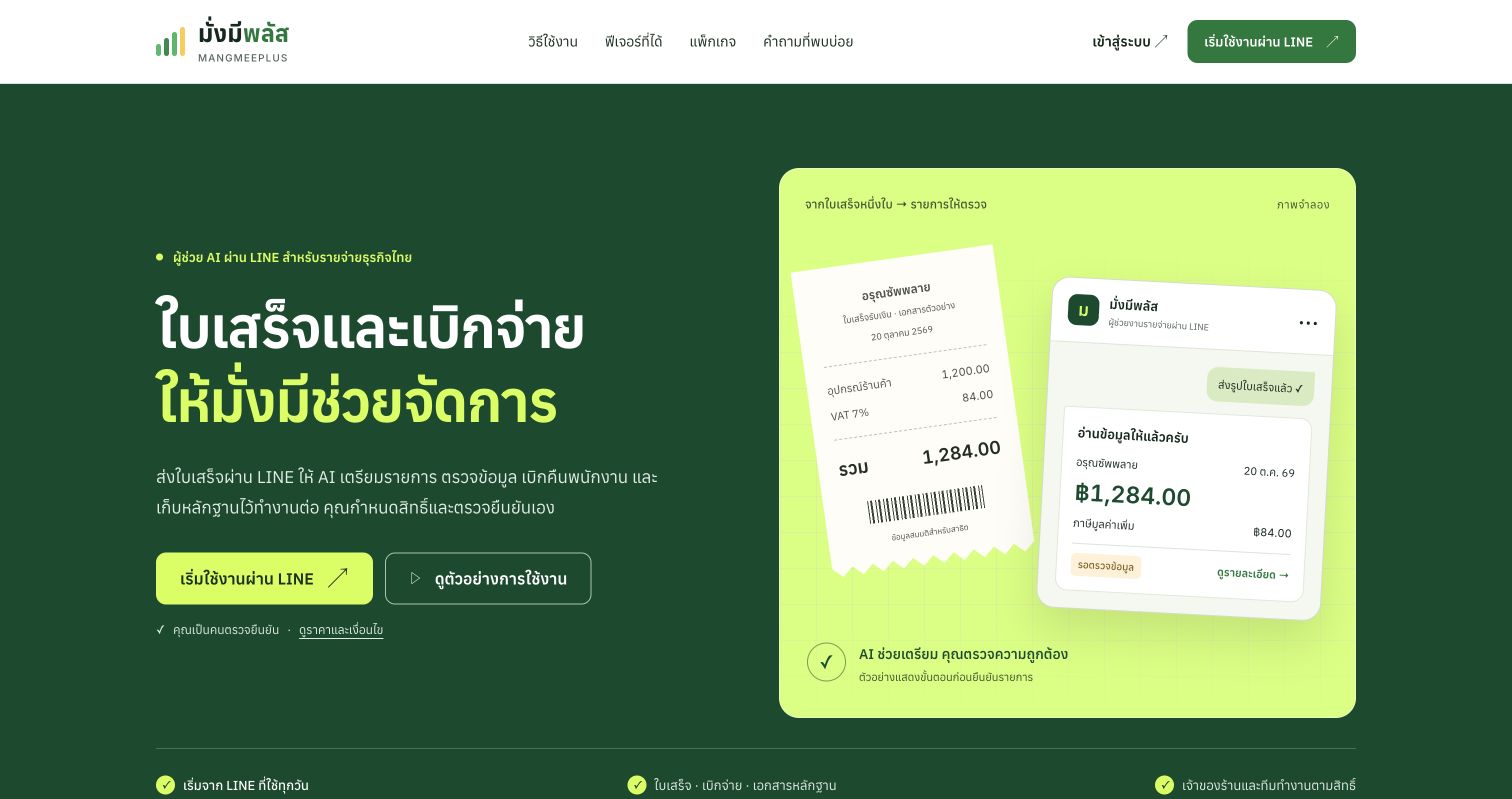 มั่งมีพลัส
MANGMEEPLUS
วิธีใช้งาน
ฟีเจอร์ที่ได้
แพ็กเกจ
คำถามที่พบบ่อย
เข้าสู่ระบบ ↗
เริ่มใช้งานผ่าน LINE ↗
ผู้ช่วย AI ผ่าน LINE สำหรับรายจ่ายธุรกิจไทย
ใบเสร็จและเบิกจ่าย
ให้มั่งมีช่วยจัดการ
ส่งใบเสร็จผ่าน LINE ให้ AI เตรียมรายการ ตรวจข้อมูล เบิกคืนพนักงาน และ
เก็บหลักฐานไว้ทำงานต่อ คุณกำหนดสิทธิ์และตรวจยืนยันเอง
เริ่มใช้งานผ่าน LINE ↗
▷ ดูตัวอย่างการใช้งาน
✓ คุณเป็นคนตรวจยืนยัน · ดูราคาและเงื่อนไข
จากใบเสร็จหนึ่งใบ → รายการให้ตรวจ
ภาพจำลอง
อรุณซัพพลาย
ใบเสร็จรับเงิน · เอกสารตัวอย่าง
20 ตุลาคม 2569
อุปกรณ์ร้านค้า 1,200.00
VAT 7% 84.00
รวม 1,284.00
ข้อมูลสมมติสำหรับสาธิต
ม
มั่งมีพลัส
ผู้ช่วยงานรายจ่ายผ่าน LINE
ส่งรูปใบเสร็จแล้ว ✓
อ่านข้อมูลให้แล้วครับ
อรุณซัพพลาย 20 ต.ค. 69
฿1,284.00
ภาษีมูลค่าเพิ่ม ฿84.00
รอตรวจข้อมูล
ดูรายละเอียด →
✓ AI ช่วยเตรียม คุณตรวจความถูกต้อง
ตัวอย่างแสดงขั้นตอนก่อนยืนยันรายการ
✓ เริ่มจาก LINE ที่ใช้ทุกวัน
✓ ใบเสร็จ · เบิกจ่าย · เอกสารหลักฐาน
✓ เจ้าของร้านและทีมทำงานตามสิทธิ์